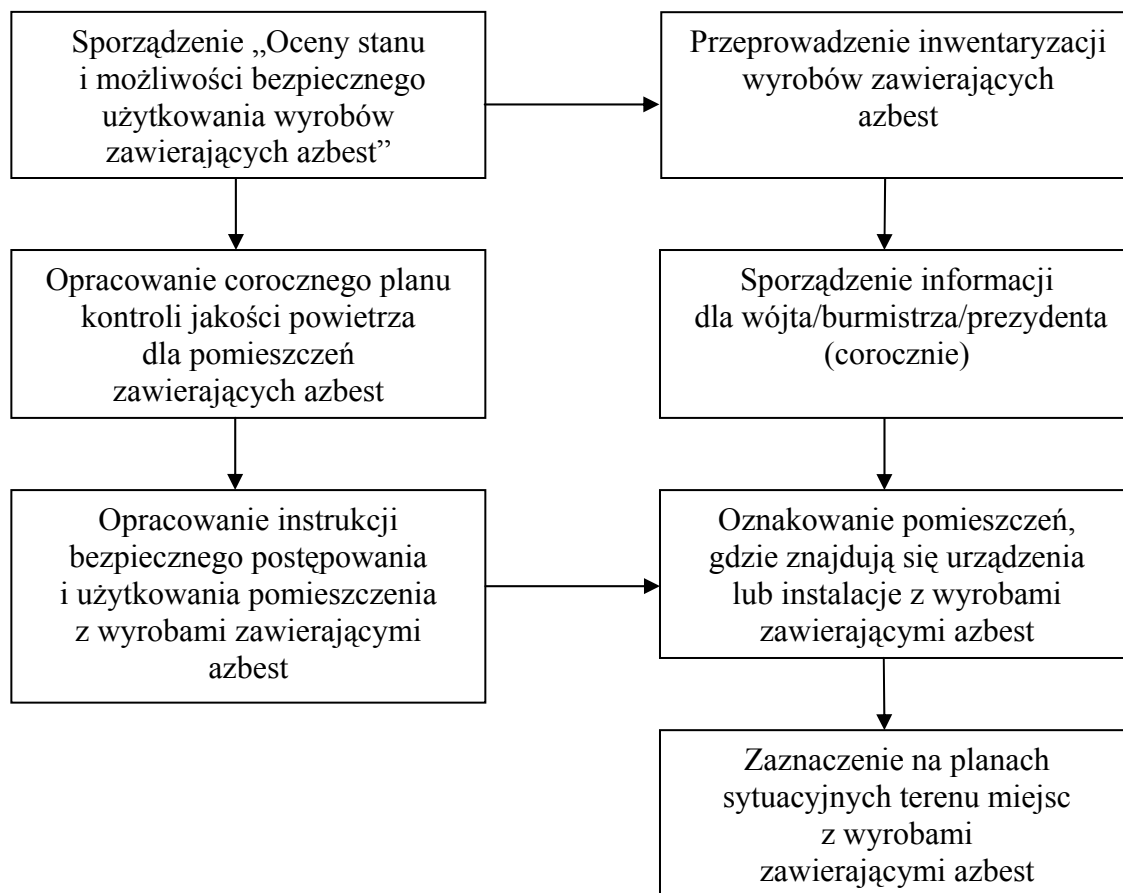 Sporządzenie „Oceny stanu
i możliwości bezpiecznego
użytkowania wyrobów
zawierających azbest”
Przeprowadzenie inwentaryzacji
wyrobów zawierających
azbest
Opracowanie corocznego planu
kontroli jakości powietrza
dla pomieszczeń
zawierających azbest
Sporządzenie informacji
dla wójta/burmistrza/prezydenta
(corocznie)
Opracowanie instrukcji
bezpiecznego postępowania
i użytkowania pomieszczenia
z wyrobami zawierającymi
azbest
Oznakowanie pomieszczeń,
gdzie znajdują się urządzenia
lub instalacje z wyrobami
zawierającymi azbest
Zaznaczenie na planach
sytuacyjnych terenu miejsc
z wyrobami
zawierającymi azbest